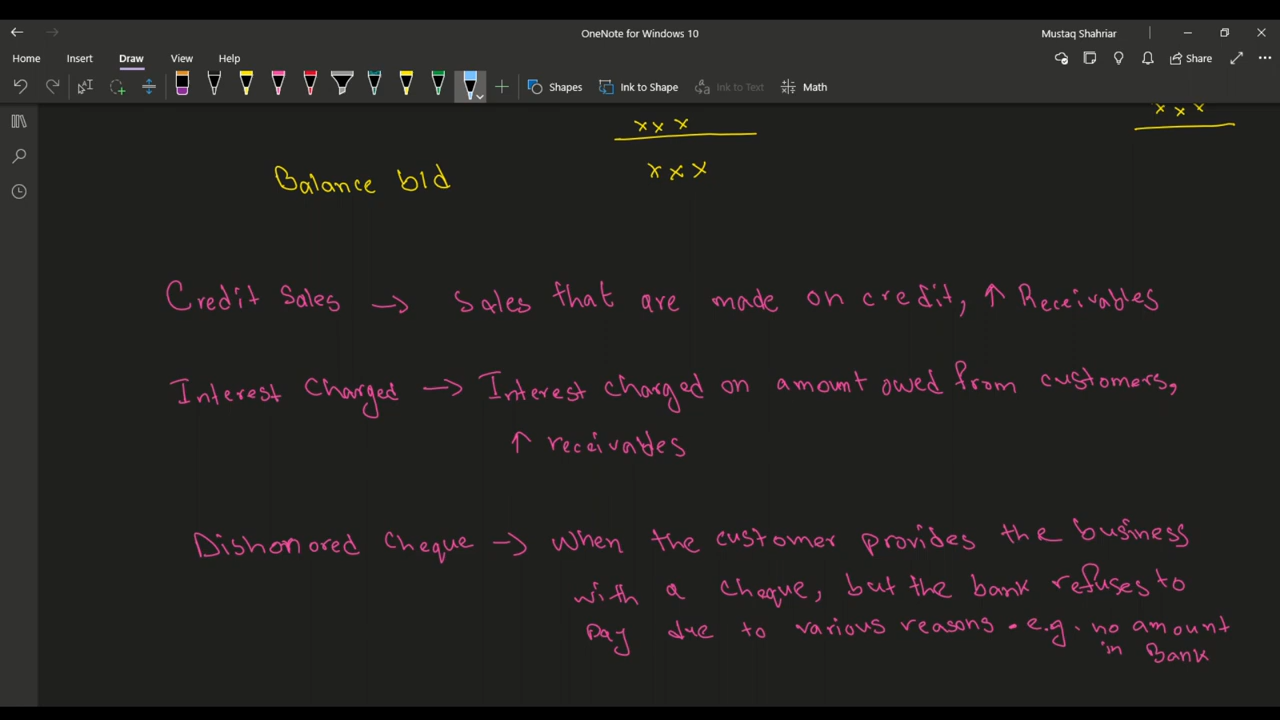 OneNote for Windows 10
Mustaq Shahriar
Home Insert Draw View Help
Share
Shapes Ink to Shape Ink to Text Math
x x x
x x x
Balance b/d x x x
Credit Sales → Sales that are made on credit, ↑ Receivables
Interest Charged → Interest charged on amount owed from customers,
↑ receivables
Dishonored Cheque → When the customer provides the business
with a cheque, but the bank refuses to
pay due to various reasons. e.g. no amount
in Bank